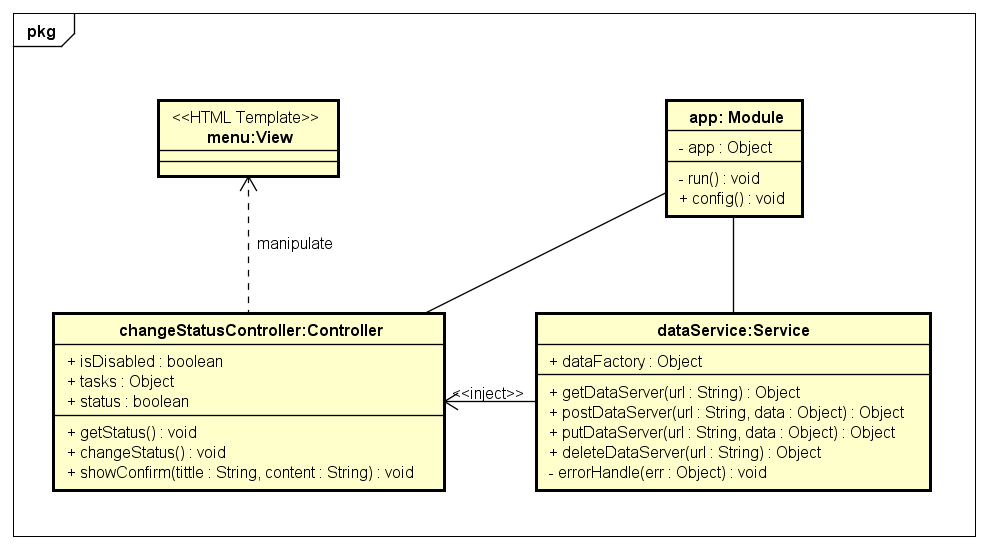 pkg
<<HTML Template>>
menu:View
app: Module
- app : Object
- run() : void
+ config() : void
manipulate
changeStatusController:Controller
+ isDisabled : boolean
+ tasks : Object
+ status : boolean
+ getStatus() : void
+ changeStatus() : void
+ showConfirm(tittle : String, content : String) : void
<<inject>>
dataService:Service
+ dataFactory : Object
+ getDataServer(url : String) : Object
+ postDataServer(url : String, data : Object) : Object
+ putDataServer(url : String, data : Object) : Object
+ deleteDataServer(url : String) : Object
- errorHandle(err : Object) : void